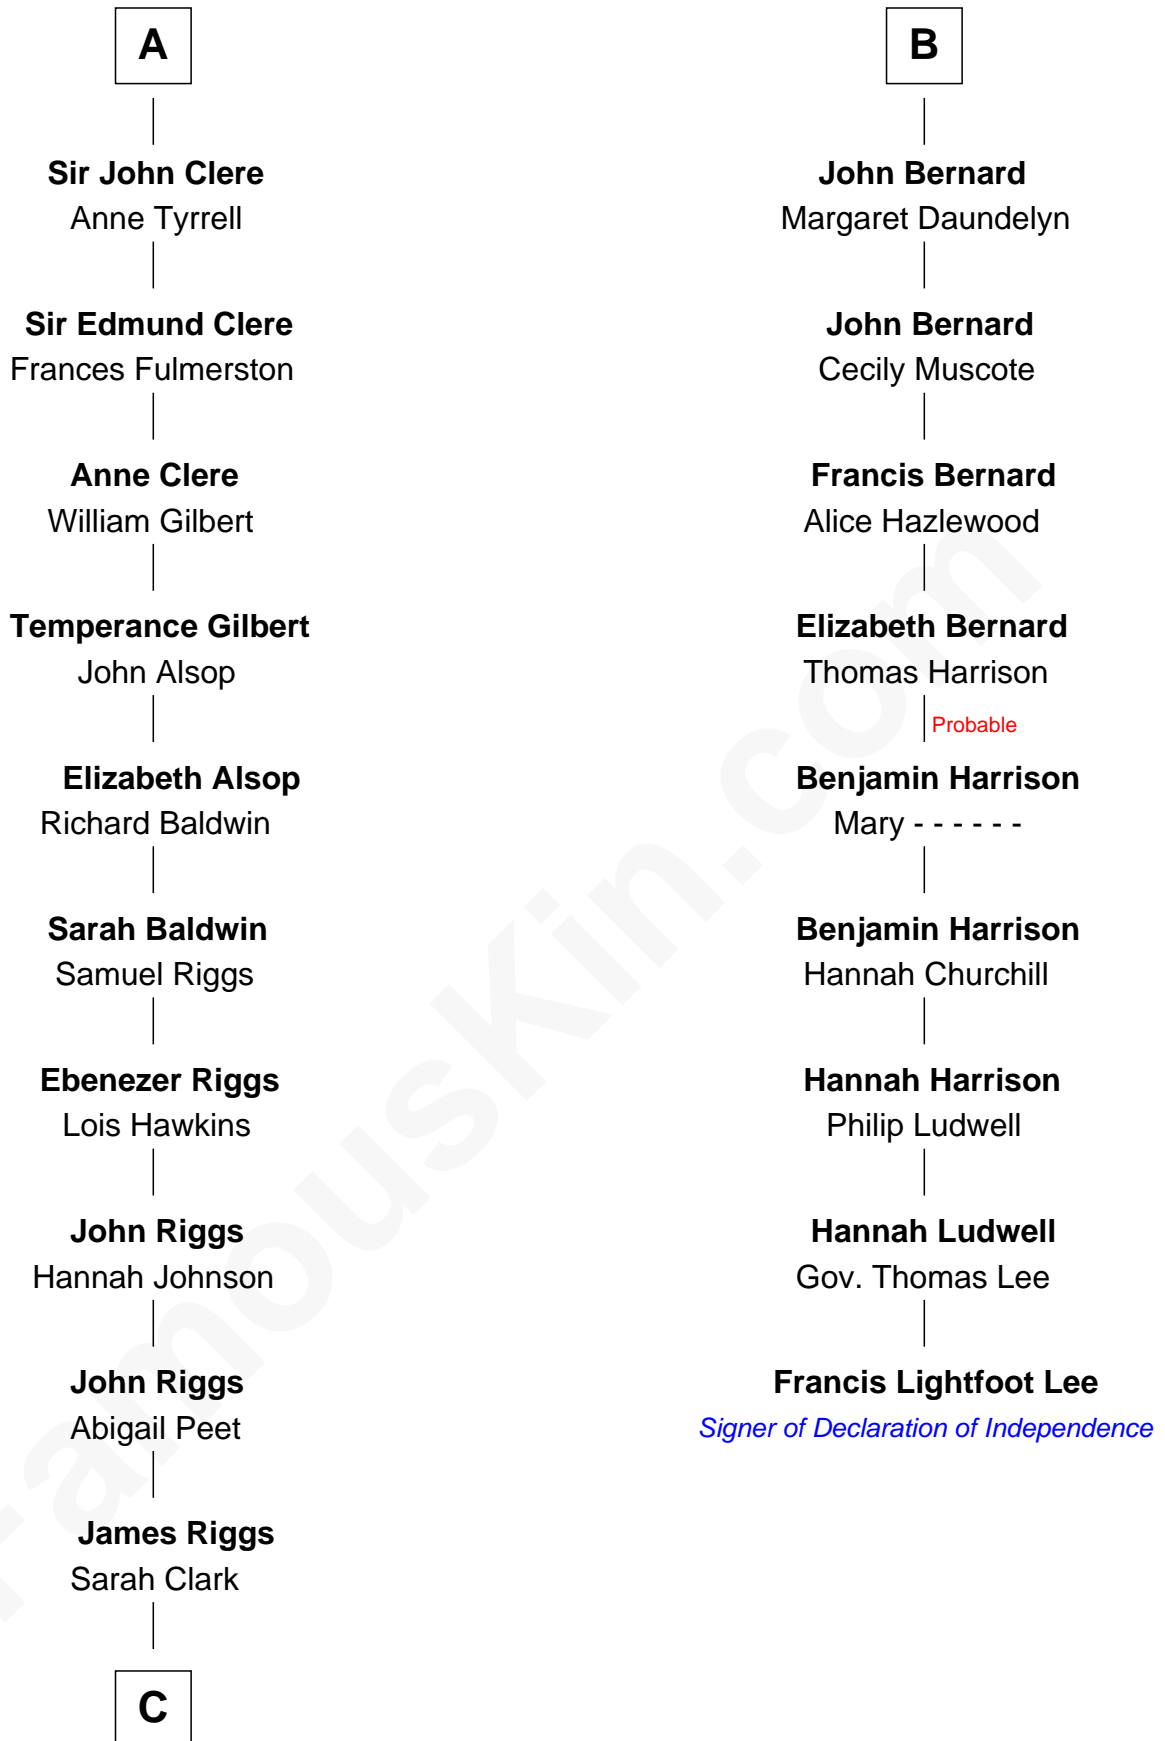 A
Sir John Clere
Anne Tyrrell
Sir Edmund Clere
Frances Fulmerston
Anne Clere
William Gilbert
Temperance Gilbert
John Alsop
Elizabeth Alsop
Richard Baldwin
Sarah Baldwin
Samuel Riggs
Ebenezer Riggs
Lois Hawkins
John Riggs
Hannah Johnson
John Riggs
Abigail Peet
James Riggs
Sarah Clark
C
B
John Bernard
Margaret Daundelyn
John Bernard
Cecily Muscote
Francis Bernard
Alice Hazlewood
Elizabeth Bernard
Thomas Harrison
Probable
Benjamin Harrison
Mary - - - - - -
Benjamin Harrison
Hannah Churchill
Hannah Harrison
Philip Ludwell
Hannah Ludwell
Gov. Thomas Lee
Francis Lightfoot Lee
Signer of Declaration of Independence
FamousKin.com